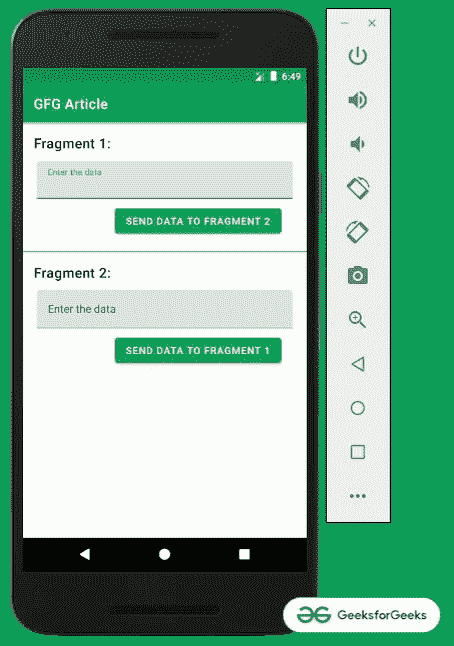 6:49
GFG Article
Fragment 1:
Enter the data
SEND DATA TO FRAGMENT 2
Fragment 2:
Enter the data
SEND DATA TO FRAGMENT 1
GeeksforGeeks